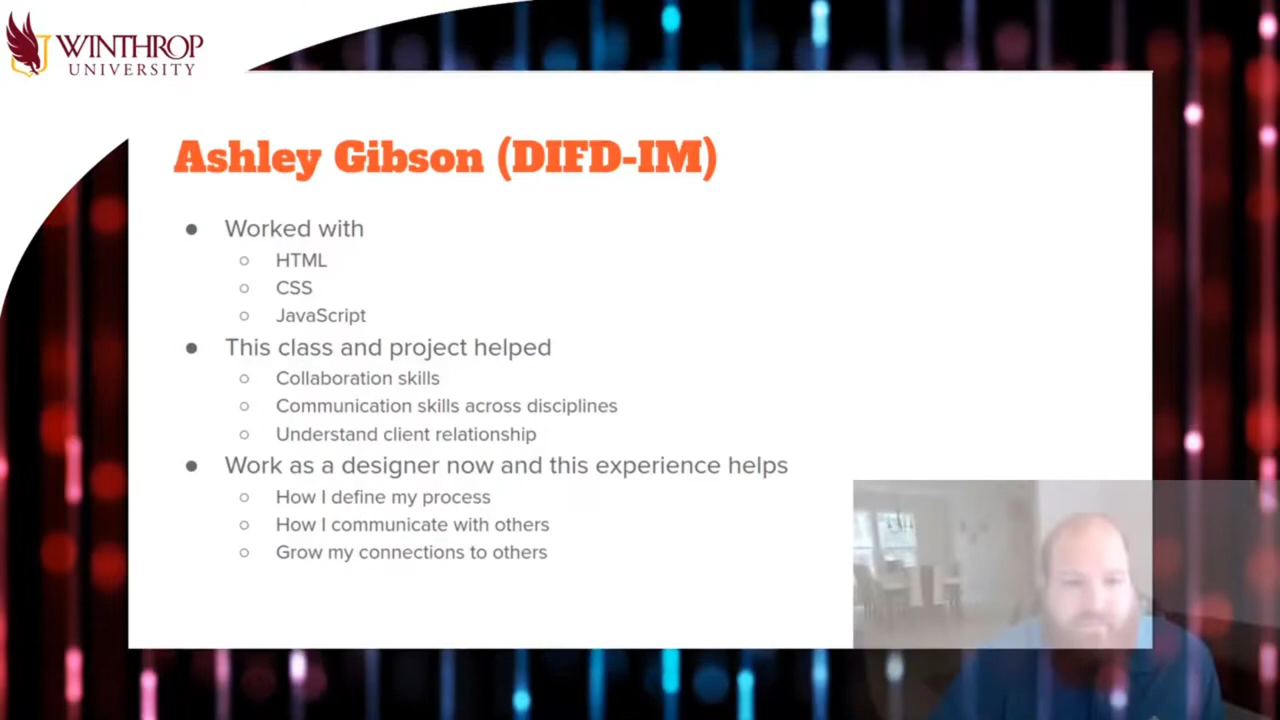 WINTHROP
UNIVERSITY
Ashley Gibson (DIFD-IM)
● Worked with
○ HTML
○ CSS
○ JavaScript
● This class and project helped
○ Collaboration skills
○ Communication skills across disciplines
○ Understand client relationship
● Work as a designer now and this experience helps
○ How I define my process
○ How I communicate with others
○ Grow my connections to others